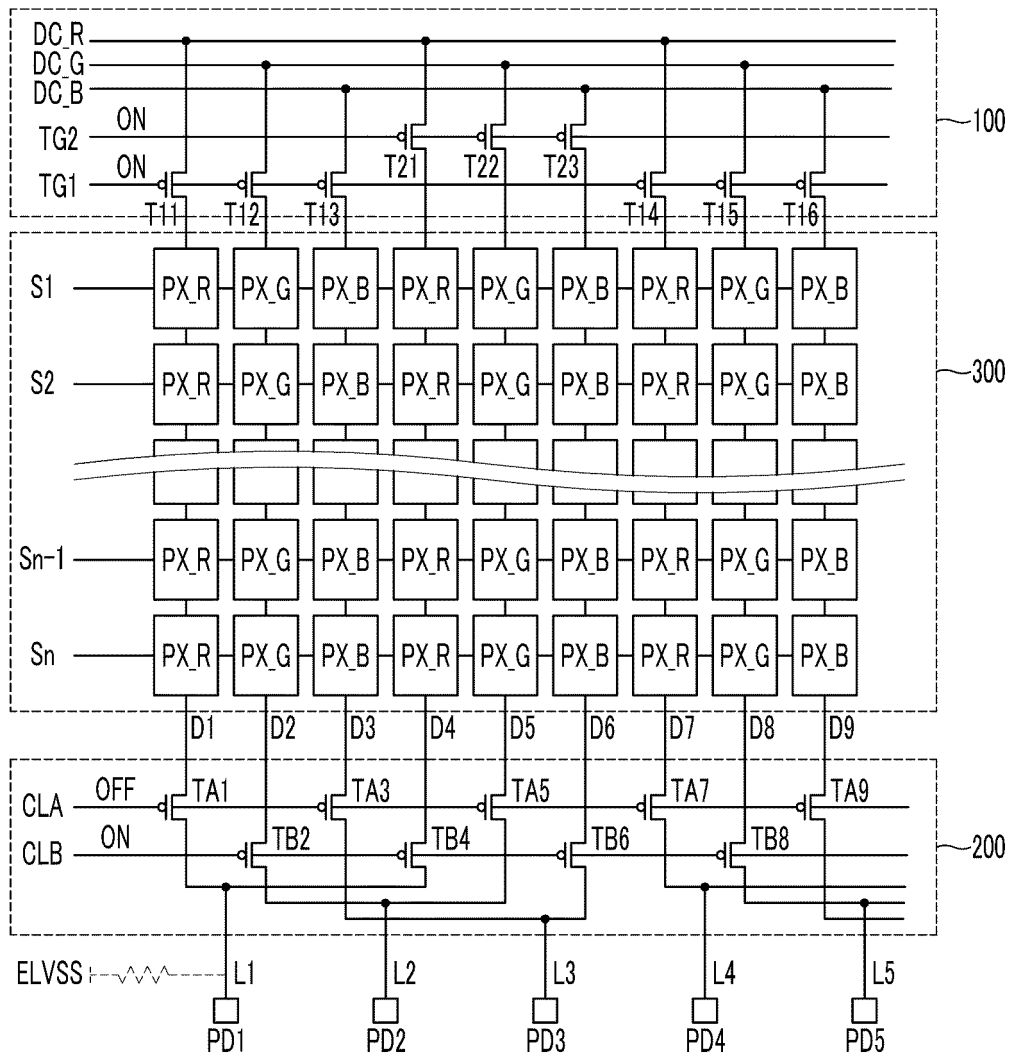 DC_R
DC_G
DC_B
TG2 ON
T21 T22 T23
100
TG1 ON
T11 T12 T13 T14 T15 T16
S1 PX_R PX_G PX_B PX_R PX_G PX_B PX_R PX_G PX_B
S2 PX_R PX_G PX_B PX_R PX_G PX_B PX_R PX_G PX_B
300
Sn-1 PX_R PX_G PX_B PX_R PX_G PX_B PX_R PX_G PX_B
Sn PX_R PX_G PX_B PX_R PX_G PX_B PX_R PX_G PX_B
D1 D2 D3 D4 D5 D6 D7 D8 D9
CLA OFF TA1 TA3 TA5 TA7 TA9
CLB ON TB2 TB4 TB6 TB8
200
ELVSS L1 L2 L3 L4 L5
PD1 PD2 PD3 PD4 PD5